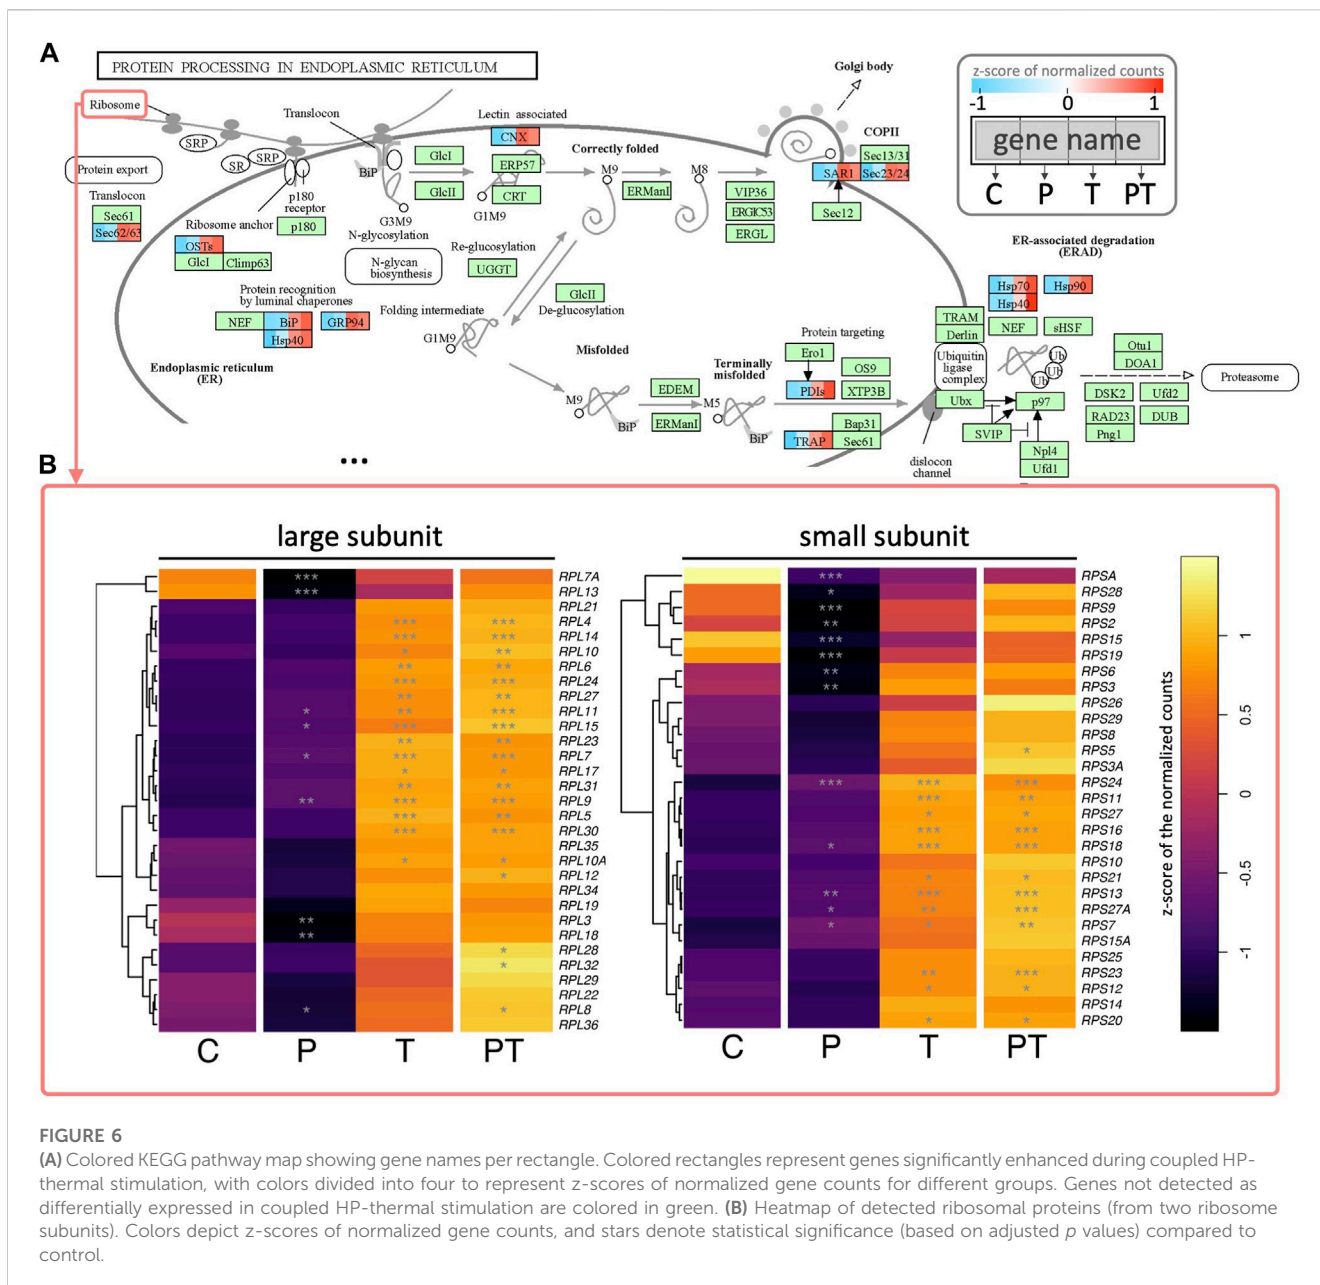 A
PROTEIN PROCESSING IN ENDOPLASMIC RETICULUM
Golgi body
z-score of normalized counts
-1
0
1
gene name
C
P
T
PT
Ribosome
SRP
SR
SRP
Translocon
Lectin associated
CNX
BiP
GlcI
GlcII
ERP57
CRT
G1M9
G3M9
Correctly folded
M9
ERManI
M8
VIP36
ERGIC53
ERGL
COPII
Sec13/31
SAR1
Sec23/24
Sec12
Protein export
Translocon
Sec61
Sec62/63
p180
receptor
p180
Ribosome anchor
OSTs
GlcI
Climp63
N-glycosylation
N-glycan
biosynthesis
Re-glucosylation
UGGT
GlcII
De-glucosylation
ER-associated degradation
(ERAD)
Hsp70
Hsp40
Hsp90
NEF
sHSF
TRAM
Derlin
Protein recognition
by luminal chaperones
NEF
BiP
GRP94
Hsp40
Folding intermediate
G1M9
Endoplasmic reticulum
(ER)
Misfolded
M9
BiP
EDEM
ERManI
Terminally
misfolded
M5
BiP
Protein targeting
Ero1
PDIs
OS9
XTP3B
TRAP
Bap31
Sec61
Ubiquitin
ligase
complex
Ubx
Ub
Ub
Ub
p97
SVIP
Npl4
Ufd1
dislocon
channel
Otu1
DOA1
DSK2
Ufd2
RAD23
DUB
Png1
Proteasome
...
B
large subunit
RPL7A ***
RPL13 ***
RPL21
RPL4 *** ***
RPL14 *** ***
RPL10 * **
RPL6 ** **
RPL24 *** ***
RPL27 ** **
RPL11 * ** ***
RPL15 * *** ***
RPL23 ** **
RPL7 * *** ***
RPL17 * *
RPL31 ** **
RPL9 ** *** ***
RPL5 *** **
RPL30 *** ***
RPL35
RPL10A * *
RPL12 *
RPL34
RPL19
RPL3 **
RPL18 **
RPL28 *
RPL32 *
RPL29
RPL22
RPL8 * *
RPL36
C
P
T
PT
small subunit
RPSA ***
RPS28 *
RPS9 ***
RPS2 **
RPS15 ***
RPS19 ***
RPS6 **
RPS3 **
RPS26
RPS29
RPS8
RPS5 *
RPS3A
RPS24 *** *** ***
RPS11 *** **
RPS27 * *
RPS16 *** ***
RPS18 * *** ***
RPS10
RPS21 * *
RPS13 ** *** ***
RPS27A * ** ***
RPS7 * * **
RPS15A
RPS25
RPS23 ** ***
RPS12 * *
RPS14
RPS20 * *
C
P
T
PT
1
0.5
0
-0.5
-1
z-score of the normalized counts
FIGURE 6
(A) Colored KEGG pathway map showing gene names per rectangle. Colored rectangles represent genes significantly enhanced during coupled HP-
thermal stimulation, with colors divided into four to represent z-scores of normalized gene counts for different groups. Genes not detected as
differentially expressed in coupled HP-thermal stimulation are colored in green. (B) Heatmap of detected ribosomal proteins (from two ribosome
subunits). Colors depict z-scores of normalized gene counts, and stars denote statistical significance (based on adjusted p values) compared to
control.